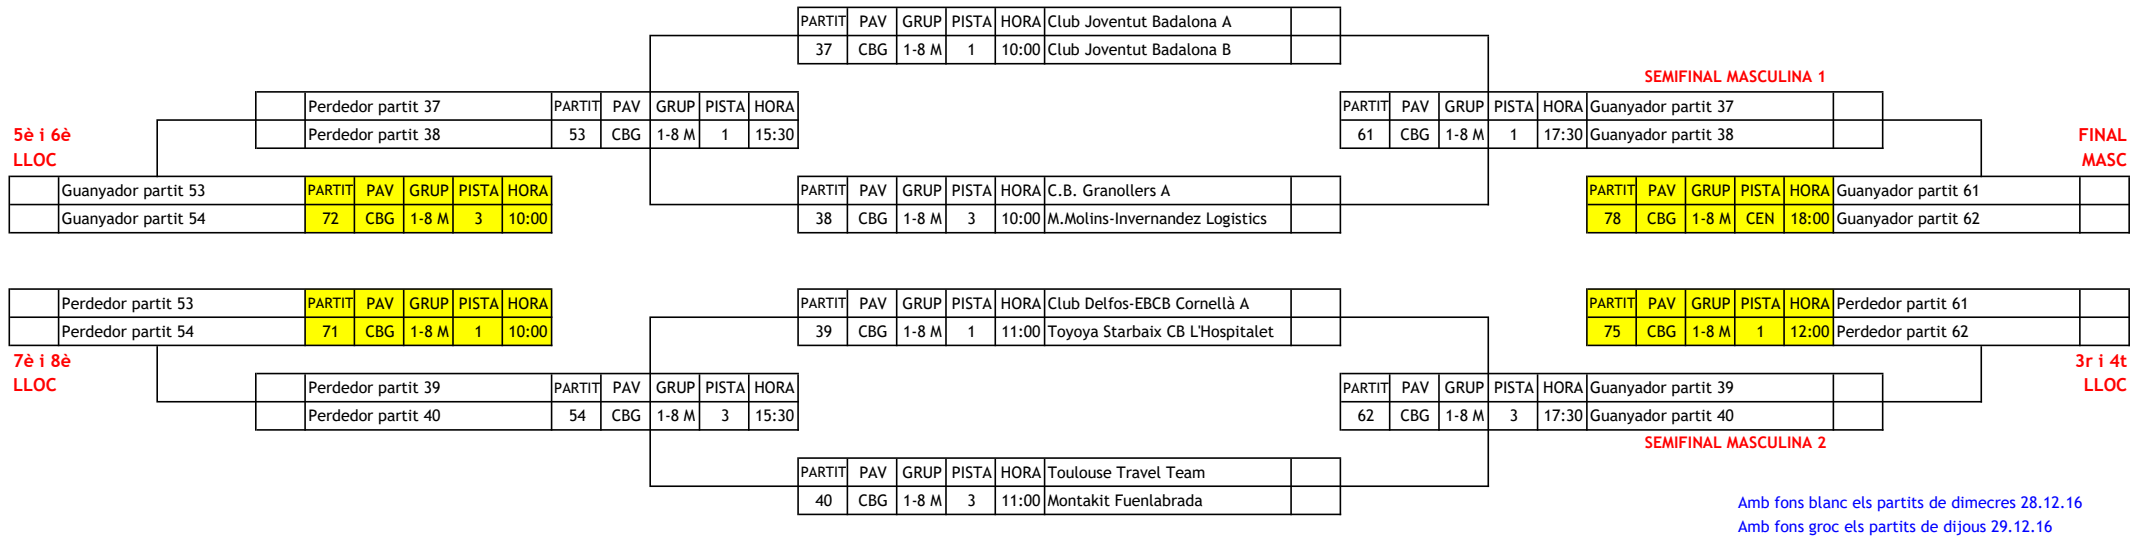 PARTIT PAV GRUP PISTA HORA Club Joventut Badalona A
37 CBG 1-8 M 1 10:00 Club Joventut Badalona B
SEMIFINAL MASCULINA 1
Perdedor partit 37 PARTIT PAV GRUP PISTA HORA PARTIT PAV GRUP PISTA HORA Guanyador partit 37
5è i 6è Perdedor partit 38 53 CBG 1-8 M 1 15:30 61 CBG 1-8 M 1 17:30 Guanyador partit 38 FINAL
LLOC MASC
Guanyador partit 53 PARTIT PAV GRUP PISTA HORA PARTIT PAV GRUP PISTA HORA C.B. Granollers A PARTIT PAV GRUP PISTA HORA Guanyador partit 61
Guanyador partit 54 72 CBG 1-8 M 3 10:00 38 CBG 1-8 M 3 10:00 M.Molins-Invernandez Logistics 78 CBG 1-8 M CEN 18:00 Guanyador partit 62
Perdedor partit 53 PARTIT PAV GRUP PISTA HORA PARTIT PAV GRUP PISTA HORA Club Delfos-EBCB Cornellà A PARTIT PAV GRUP PISTA HORA Perdedor partit 61
Perdedor partit 54 71 CBG 1-8 M 1 10:00 39 CBG 1-8 M 1 11:00 Toyoya Starbaix CB L'Hospitalet 75 CBG 1-8 M 1 12:00 Perdedor partit 62
7è i 8è 3r i 4t
LLOC Perdedor partit 39 PARTIT PAV GRUP PISTA HORA PARTIT PAV GRUP PISTA HORA Guanyador partit 39 LLOC
Perdedor partit 40 54 CBG 1-8 M 3 15:30 62 CBG 1-8 M 3 17:30 Guanyador partit 40
SEMIFINAL MASCULINA 2
PARTIT PAV GRUP PISTA HORA Toulouse Travel Team
40 CBG 1-8 M 3 11:00 Montakit Fuenlabrada
Amb fons blanc els partits de dimecres 28.12.16
Amb fons groc els partits de dijous 29.12.16